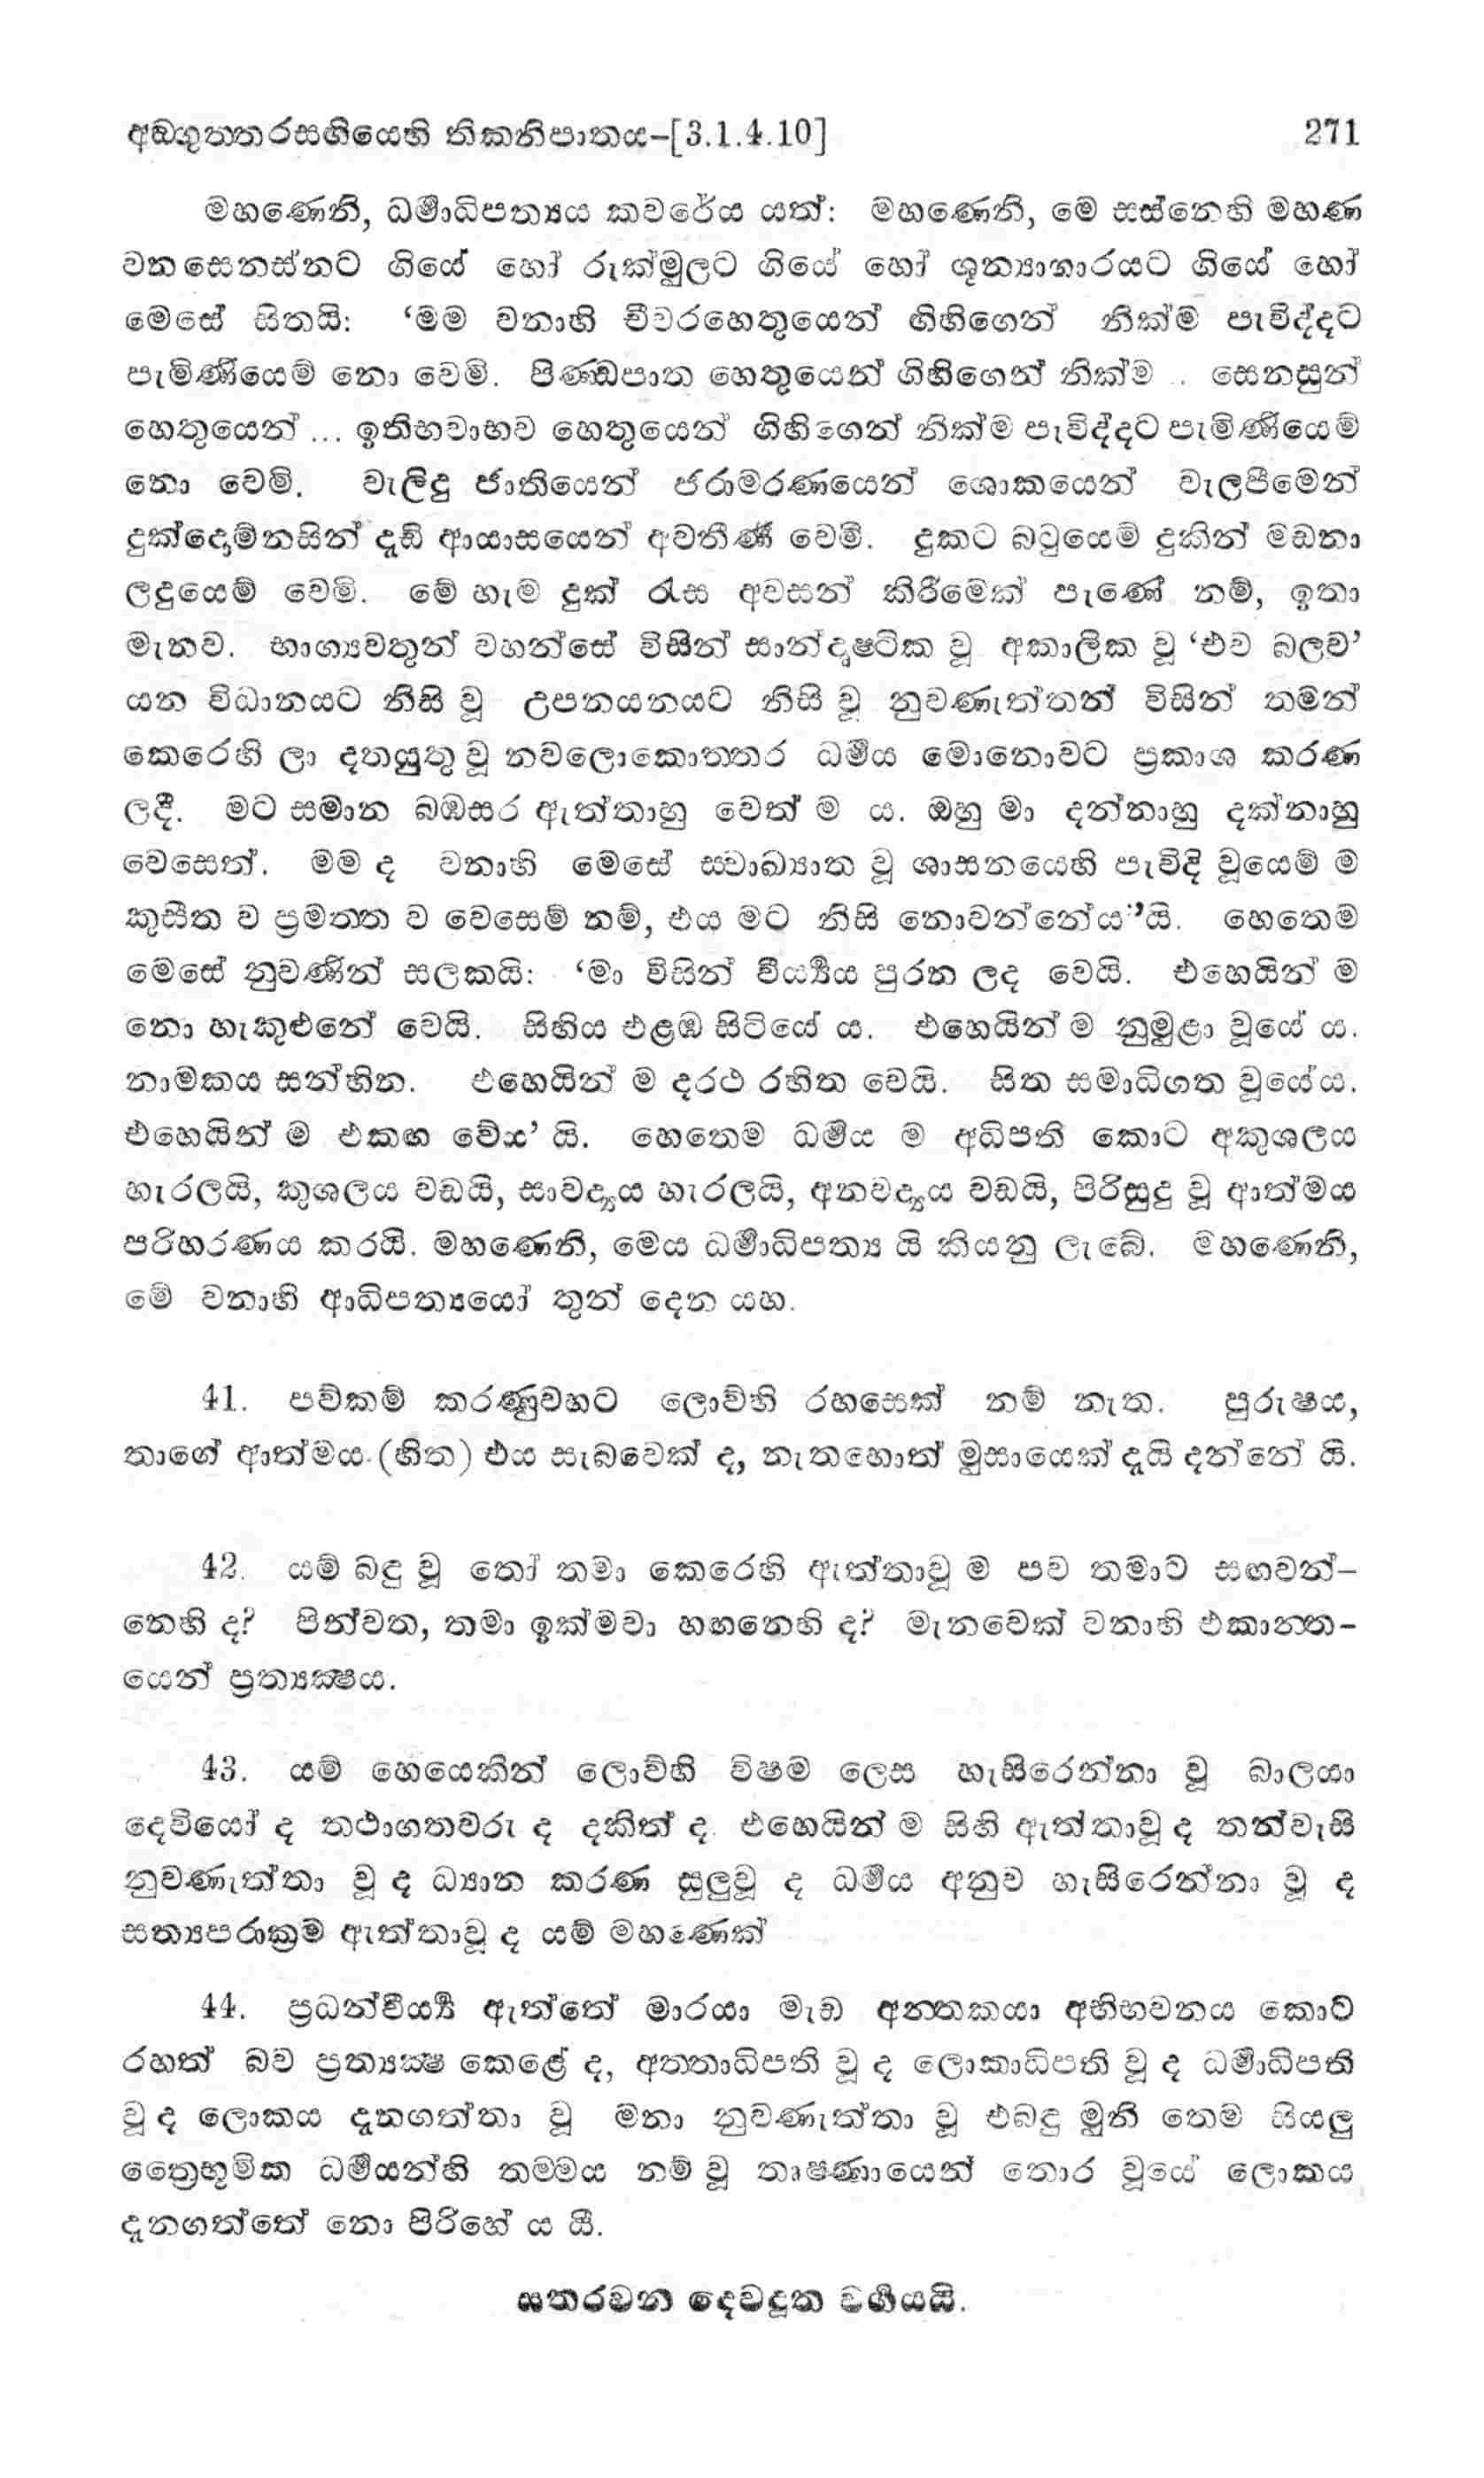 අඞ්ගුත්තරසඟියෙහි තිකනිපාතය–[3.1.4.10] 271
මහණෙනි, ධර්‍මාධිපත්‍යය කවරේය යත්: මහණෙනි, මෙ සස්නෙහි මහණ
වන සෙනස්නට ගියේ හෝ රුක්මුලට ගියේ හෝ ශුන්‍යාගාරයට ගියේ හෝ
මෙසේ සිතයි: ‘මම වනාහි චීවරහෙතුයෙන් ගිහිගෙන් නික්ම පැවිද්දට
පැමිණියෙම් නො වෙමි. පිණ්ඩපාත හෙතුයෙන් ගිහිගෙන් නික්ම .. සෙනසුන්
හෙතුයෙන් ... ඉතිභවාභව හෙතුයෙන් ගිහිගෙන් නික්ම පැවිද්දට පැමිණියෙම්
නො වෙමි. වැලිදු ජාතියෙන් ජරාමරණයෙන් ශොකයෙන් වැලපීමෙන්
දුක්දොම්නසින් දැඩි ආයාසයෙන් අවතීර්‍ණ වෙමි. දුකට බටුයෙම් දුකින් මඩනා
ලදුයෙම් වෙමි. මේ හැම දුක් රැස අවසන් කිරීමෙක් පැණේ නම්, ඉතා
මැනව. භාග්‍යවතුන් වහන්සේ විසින් සාන්දෘෂ්ටික වූ අකාලික වූ ‘එව බලව’
යන විධානයට නිසි වූ උපනයනයට නිසි වූ නුවණැත්තන් විසින් තමන්
කෙරෙහි ලා දතයුතු වූ නවලොකොත්තර ධර්‍මය මොනොවට ප්‍රකාශ කරණ
ලදී. මට සමාන බඹසර ඇත්තාහු වෙත් ම ය. ඔහු මා දන්නාහු දක්නාහු
වෙසෙත්. මම ද වනාහි මෙසේ ස්වාඛ්‍යාත වූ ශාසනයෙහි පැවිදි වූයෙම් ම
කුසීත ව ප්‍රමත්ත ව වෙසෙම් නම්, එය මට නිසි නොවන්නේය’යි. හෙතෙම
මෙසේ නුවණින් සලකයි: ‘මා විසින් වීර්‍ය්‍යය පුරන ලද වෙයි. එහෙයින් ම
නො හැකුළුනේ වෙයි. සිහිය එළඹ සිටියේ ය. එහෙයින් ම නුමුළා වූයේ ය.
නාමකය සන්හින. එහෙයින් ම දරථ රහිත වෙයි. සිත සමාධිගත වූයේය.
එහෙයින් ම එකඟ වේය’ යි. හෙතෙම ධර්‍මය ම අධිපති කොට අකුශලය
හැරලයි, කුශලය වඩයි, සාවද්‍යය හැරලයි, අනවද්‍යය වඩයි, පිරිසුදු වූ ආත්මය
පරිහරණය කරයි. මහණෙනි, මෙය ධර්‍මාධිපත්‍ය යි කියනු ලැබේ. මහණෙනි,
මේ වනාහි ආධිපත්‍යයෝ තුන් දෙන යහ.
41. පව්කම් කරණුවහට ලොව්හි රහසෙක් නම් නැත. පුරුෂය,
තාගේ ආත්මය (හිත) එය සැබවෙක් ද, නැතහොත් මුසායෙක් දැයි දන්නේ යි.
42. යම් බඳු වූ තෝ තමා කෙරෙහි ඇත්තාවූ ම පව තමාට සඟවන්–
නෙහි ද? පින්වත, තමා ඉක්මවා හඟනෙහි ද? මැනවෙක් වනාහි එකාන්ත–
යෙන් ප්‍රත්‍යක්‍ෂය.
43. යම් හෙයෙකින් ලොව්හි විෂම ලෙස හැසිරෙන්නා වූ බාලයා
දෙවියෝ ද තථාගතවරු ද දකිත් ද. එහෙයින් ම සිහි ඇත්තාවූ ද තන්වැසි
නුවණැත්තා වූ ද ධ්‍යාන කරණ සුලුවූ ද ධර්‍මය අනුව හැසිරෙන්නා වූ ද
සත්‍යපරාක්‍රම ඇත්තාවූ ද යම් මහණෙක්
44. ප්‍රධන්වීර්‍ය්‍ය ඇත්තේ මාරයා මැඩ අන්තකයා අභිභවනය කොට
රහත් බව ප්‍රත්‍යක්‍ෂ කෙළේ ද, අත්තාධිපති වූ ද ලොකාධිපති වූ ද ධර්‍මාධිපති
වූ ද ලොකය දැනගත්තා වූ මනා නුවණැත්තා වූ එබඳු මුනි තෙම සියලු
ත්‍රෛභූමික ධර්‍මයන්හි තම්මය නම් වූ තෘෂ්ණායෙන් තොර වූයේ ලොකය
දැනගත්තේ නො පිරිහේ ය යී.
සතරවන දෙවදූත වර්‍ගයයි.